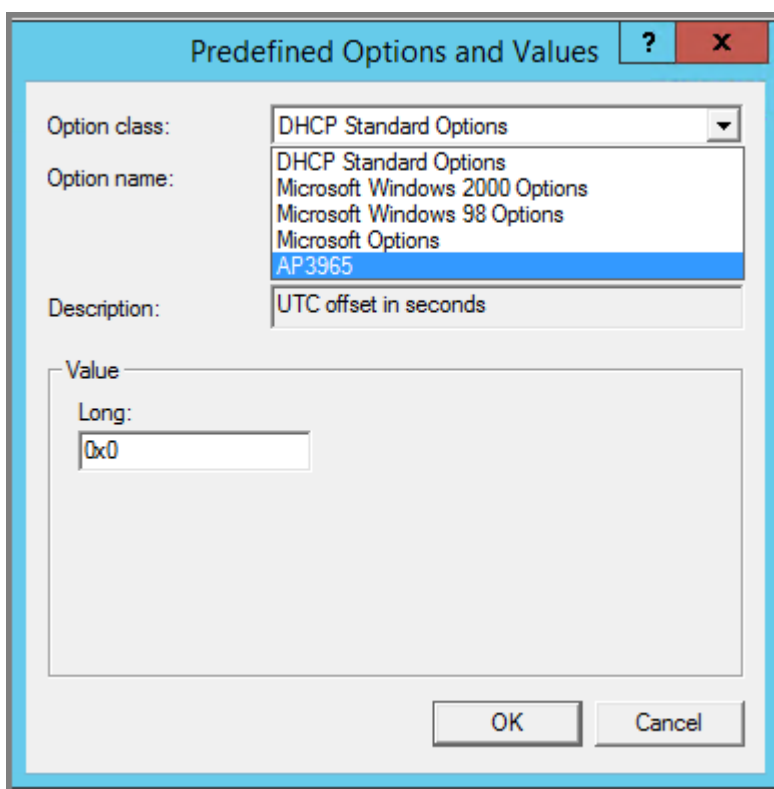 Predefined Options and Values
?
x
Option class:
DHCP Standard Options
DHCP Standard Options
Microsoft Windows 2000 Options
Microsoft Windows 98 Options
Microsoft Options
AP3965
Option name:
Description:
UTC offset in seconds
Value
Long:
0x0
OK
Cancel